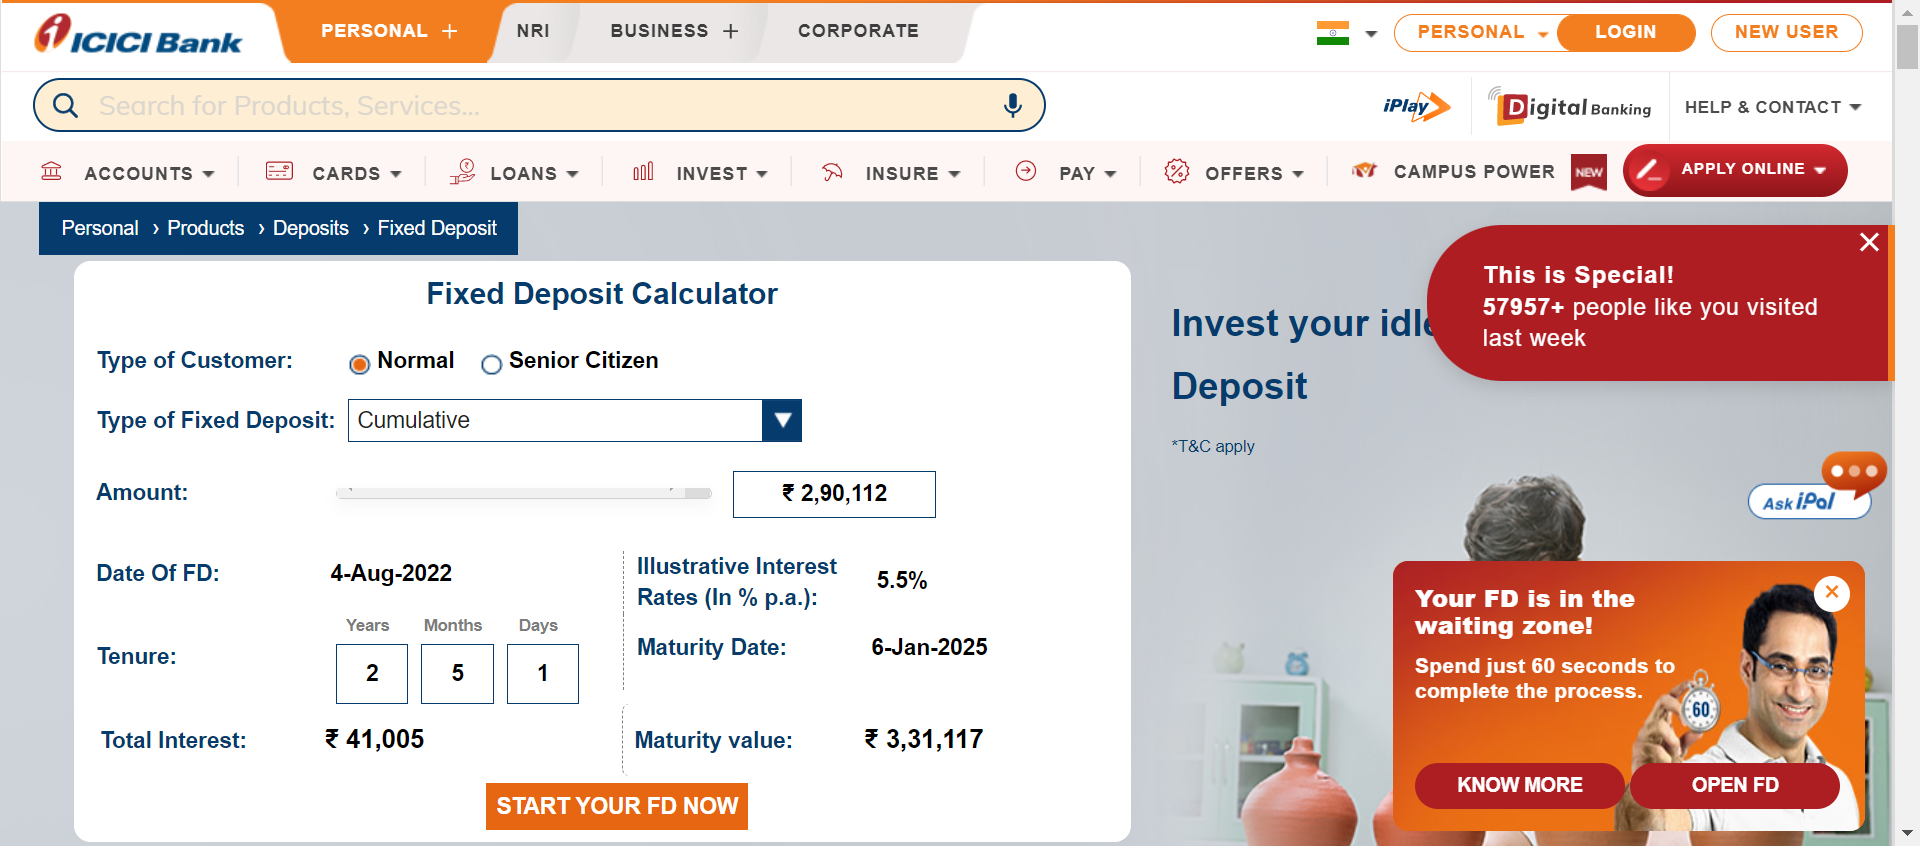 ICICI Bank
PERSONAL +
NRI
BUSINESS +
CORPORATE
PERSONAL
LOGIN
NEW USER
Search for Products, Services...
iPlay
Digital Banking
HELP & CONTACT
ACCOUNTS
CARDS
LOANS
INVEST
INSURE
PAY
OFFERS
CAMPUS POWER
NEW
APPLY ONLINE
Personal › Products › Deposits › Fixed Deposit
Fixed Deposit Calculator
Type of Customer: Normal Senior Citizen
Type of Fixed Deposit: Cumulative
Amount: ₹ 2,90,112
Date Of FD: 4-Aug-2022
Years Months Days
Tenure: 2 5 1
Illustrative Interest
Rates (In % p.a.): 5.5%
Maturity Date: 6-Jan-2025
Total Interest: ₹ 41,005
Maturity value: ₹ 3,31,117
START YOUR FD NOW
Invest your
Deposit
*T&C apply
This is Special!
57957+ people like you visited
last week
Ask iPal
Your FD is in the
waiting zone!
Spend just 60 seconds to
complete the process.
60
KNOW MORE
OPEN FD